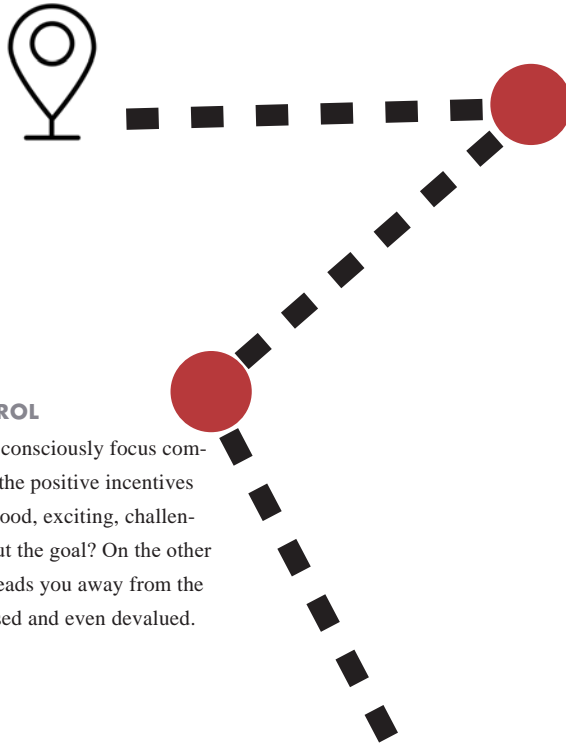 ROL
consciously focus com-
the positive incentives
ood, exciting, challen-
ut the goal? On the other
eads you away from the
sed and even devalued.